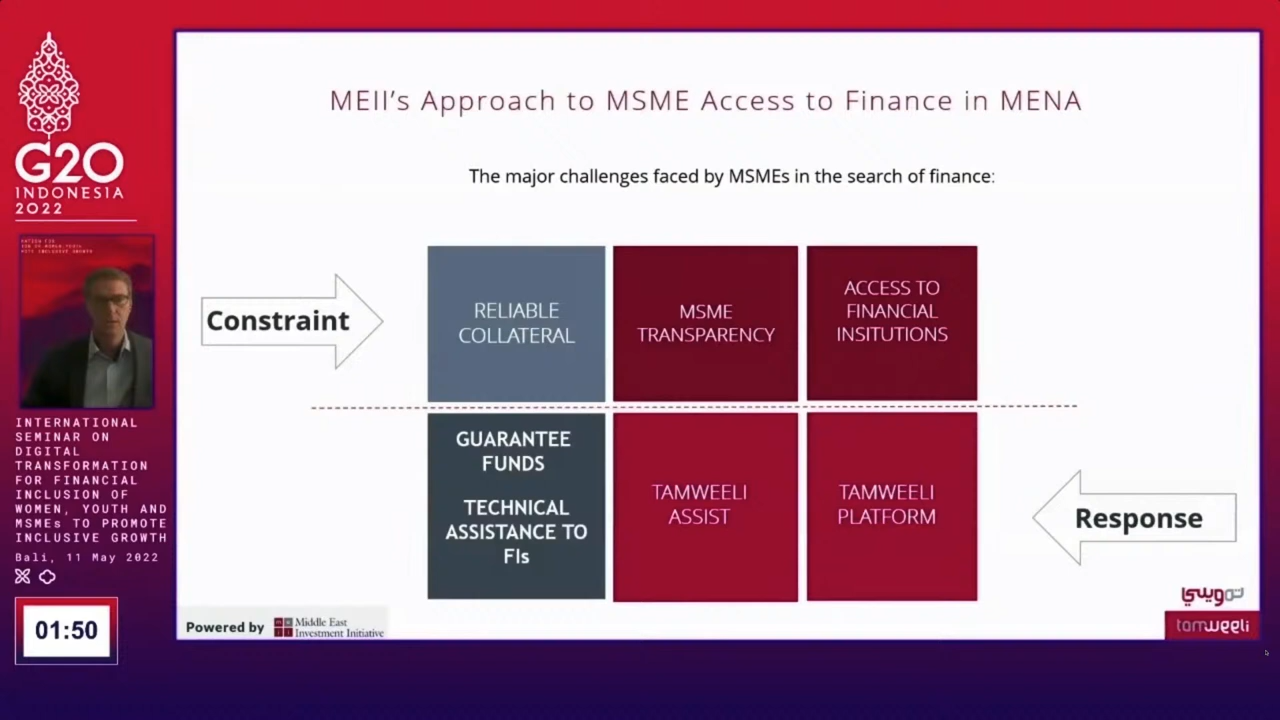 G20
INDONESIA
2022
INTERNATIONAL
SEMINAR ON
DIGITAL
TRANSFORMATION
FOR FINANCIAL
INCLUSION OF
WOMEN, YOUTH AND
MSMEs TO PROMOTE
INCLUSIVE GROWTH
Bali, 11 May 2022
01:50
MEII's Approach to MSME Access to Finance in MENA
The major challenges faced by MSMEs in the search of finance:
Constraint
RELIABLE
COLLATERAL
MSME
TRANSPARENCY
ACCESS TO
FINANCIAL
INSITUTIONS
GUARANTEE
FUNDS
TECHNICAL
ASSISTANCE TO
FIs
TAMWEELI
ASSIST
TAMWEELI
PLATFORM
Response
Powered by
Middle East
Investment Initiative
تمويلي
tamweeli